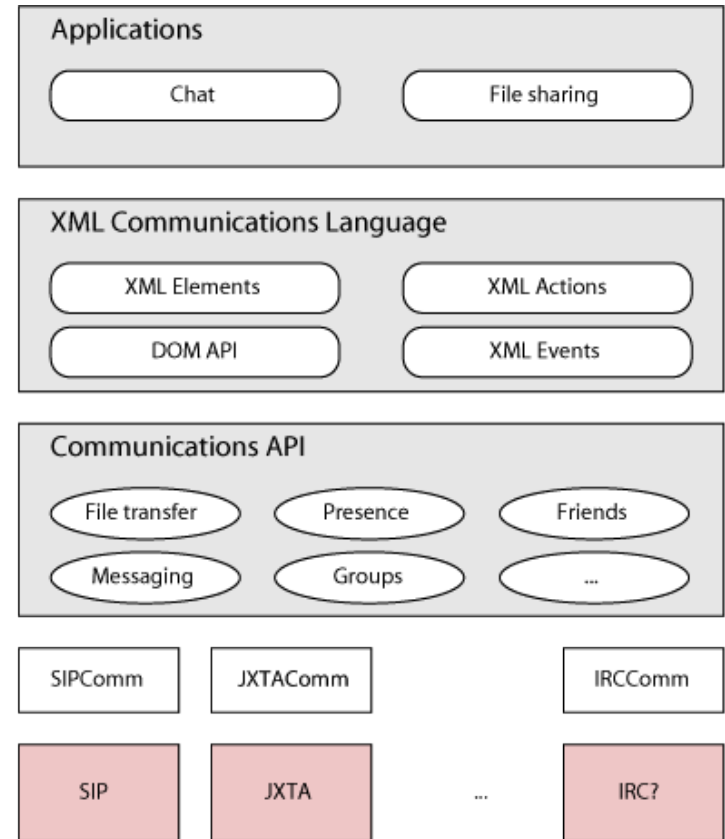 Applications
Chat File sharing
XML Communications Language
XML Elements XML Actions
DOM API XML Events
Communications API
File transfer Presence Friends
Messaging Groups ...
SIPComm JXTAComm IRCComm
SIP JXTA ... IRC?